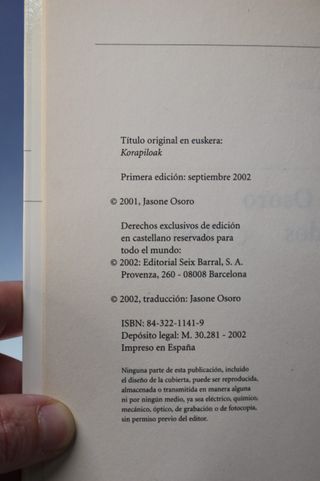 Título original en euskera:
Korapiloak
Primera edición: septiembre 2002
© 2001, Jasone Osoro
Derechos exclusivos de edición
en castellano reservados para
todo el mundo:
© 2002: Editorial Seix Barral, S. A.
Provenza, 260 - 08008 Barcelona
© 2002, traducción: Jasone Osoro
ISBN: 84-322-1141-9
Depósito legal: M. 30.281 - 2002
Impreso en España
Ninguna parte de esta publicación, incluido
el diseño de la cubierta, puede ser reproducida,
almacenada o transmitida en manera alguna
ni por ningún medio, ya sea eléctrico, químico,
mecánico, óptico, de grabación o de fotocopia,
sin permiso previo del editor.